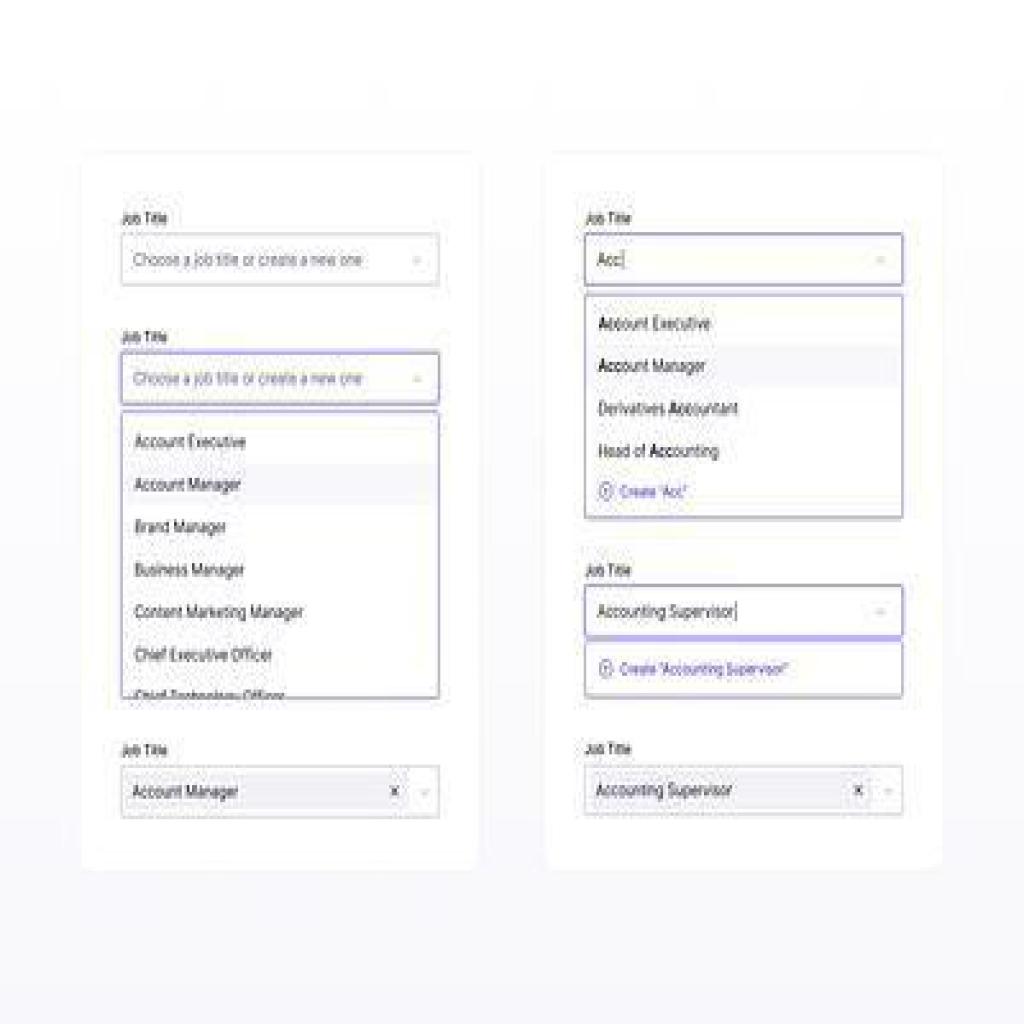 Job Title
Choose a job title or create a new one
Job Title
Choose a job title or create a new one
Account Executive
Account Manager
Brand Manager
Business Manager
Content Marketing Manager
Chief Executive Officer
Chief Technology Officer
Job Title
Account Manager
Job Title
Acc
Account Executive
Account Manager
Derivatives Accountant
Head of Accounting
Create "Acc"
Job Title
Accounting Supervisor
Create "Accounting Supervisor"
Job Title
Accounting Supervisor